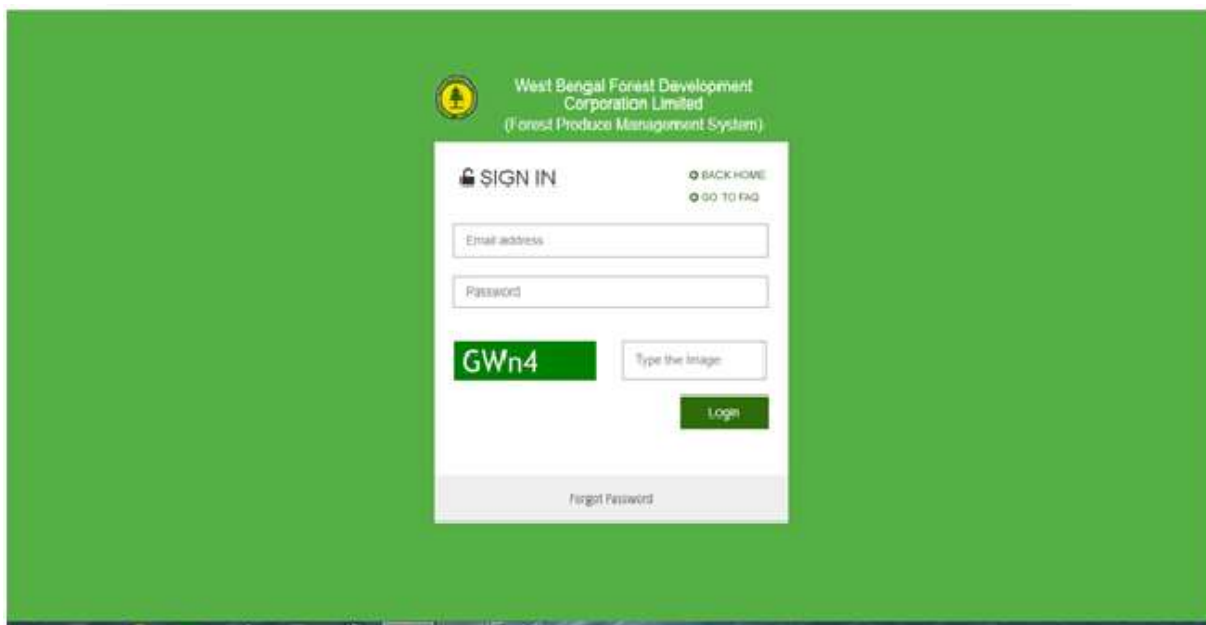 West Bengal Forest Development
Corporation Limited
(Forest Produce Management System)
SIGN IN
BACK HOME
GO TO FAQ
Email address
Password
GWn4
Type the Image
Login
Forgot Password